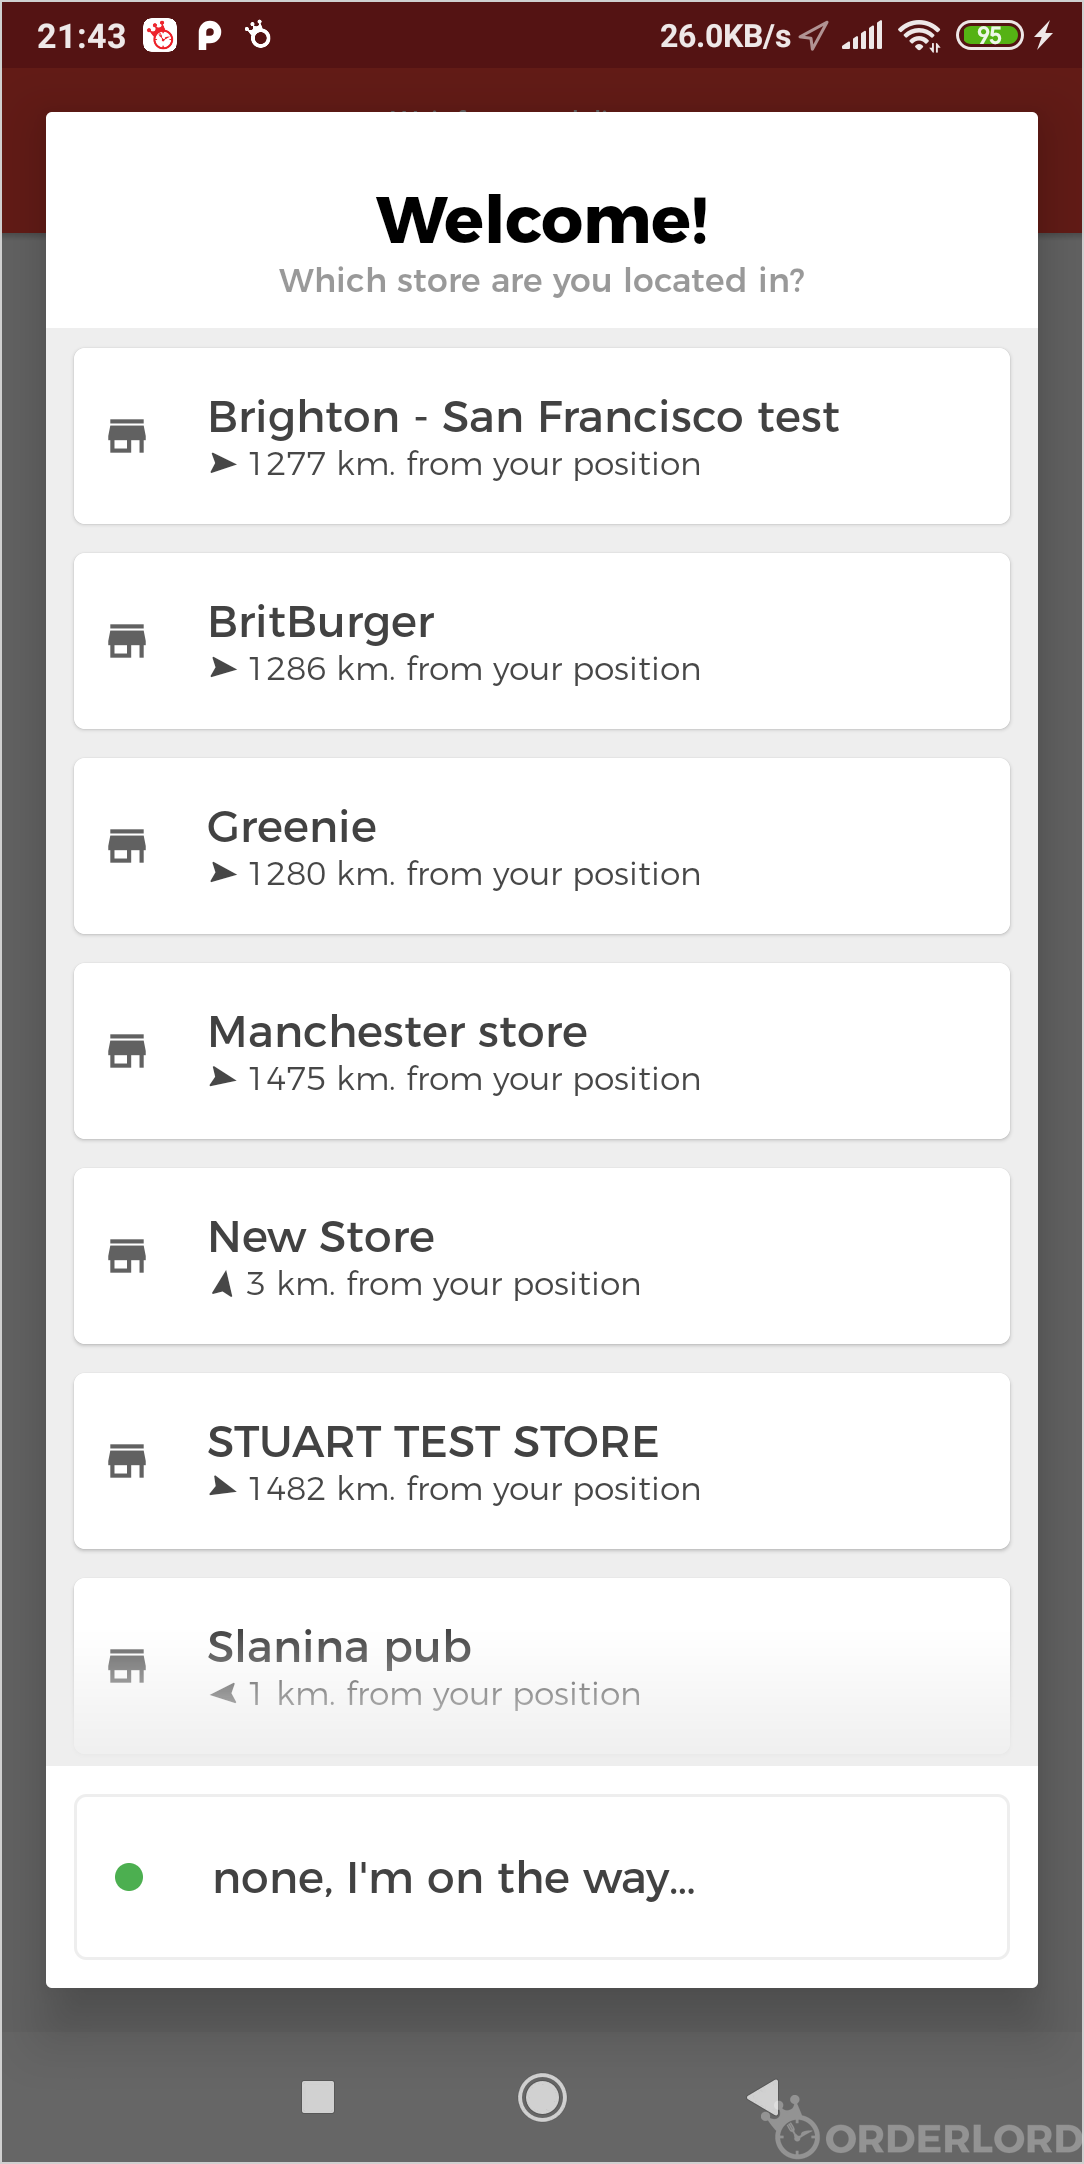 21:43
26.0KB/s
95
Welcome!
Which store are you located in?
Brighton - San Francisco test
1277 km. from your position
BritBurger
1286 km. from your position
Greenie
1280 km. from your position
Manchester store
1475 km. from your position
New Store
3 km. from your position
STUART TEST STORE
1482 km. from your position
Slanina pub
1 km. from your position
none, I'm on the way...
ORDERLORD